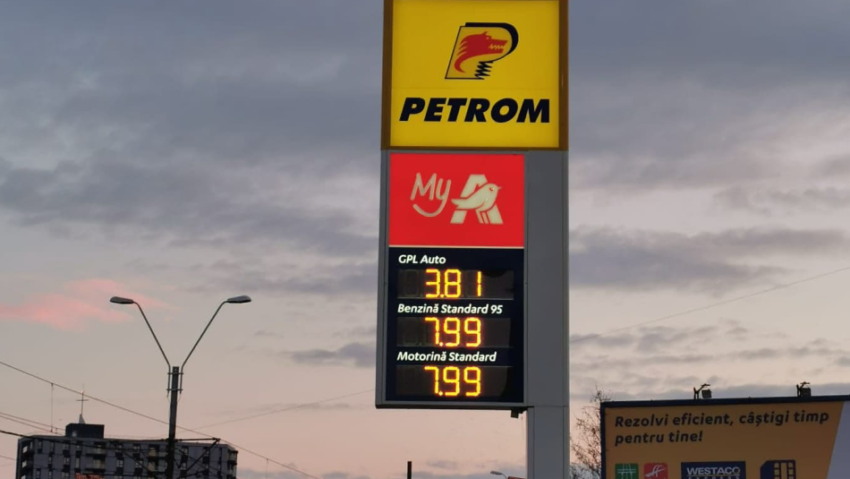 PETROM
My A
GPL Auto
3.81
Benzină Standard 95
7.99
Motorină Standard
7.99
Rezolvi eficient, câștigi timp
pentru tine!
WESTACO